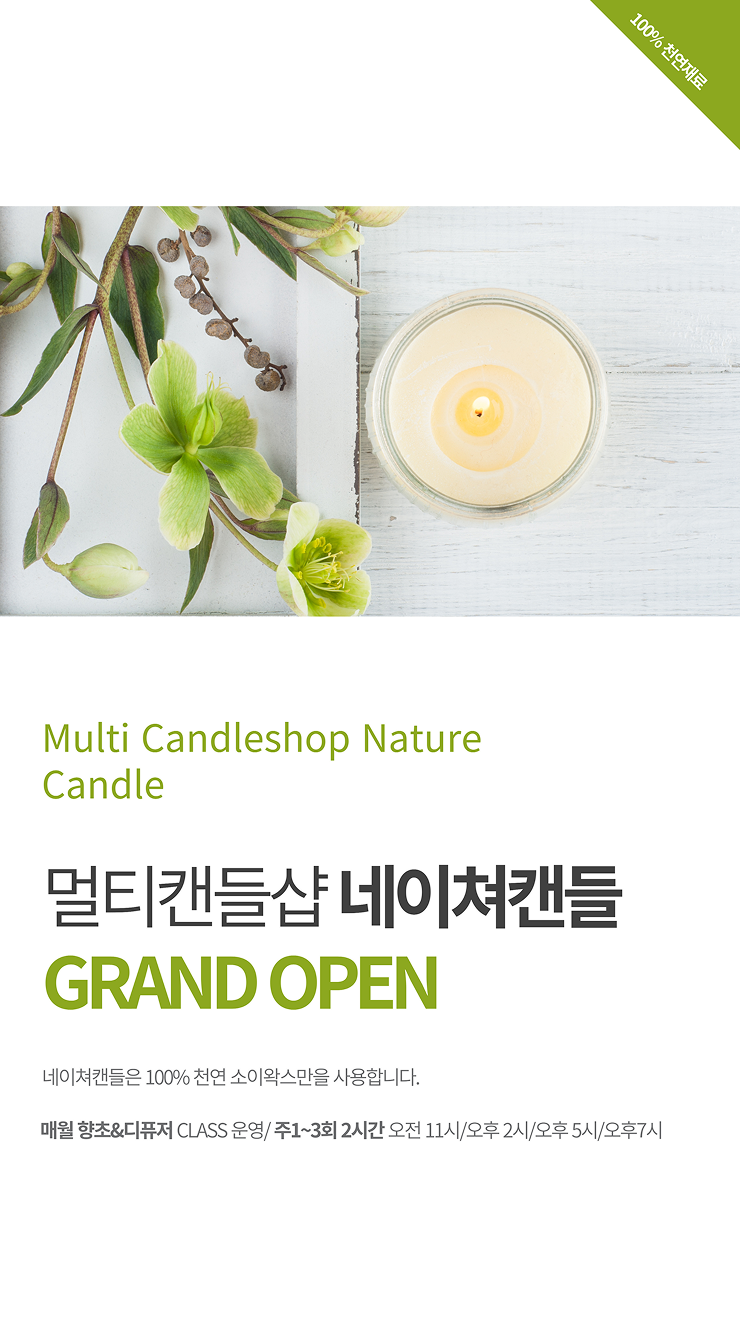 100% 천연재료
Multi Candleshop Nature
Candle
멀티캔들샵 네이쳐캔들
GRAND OPEN
네이쳐캔들은 100% 천연 소이왁스만을 사용합니다.
매월 향초&디퓨저 CLASS 운영/ 주1~3회 2시간 오전 11시/오후 2시/오후 5시/오후7시